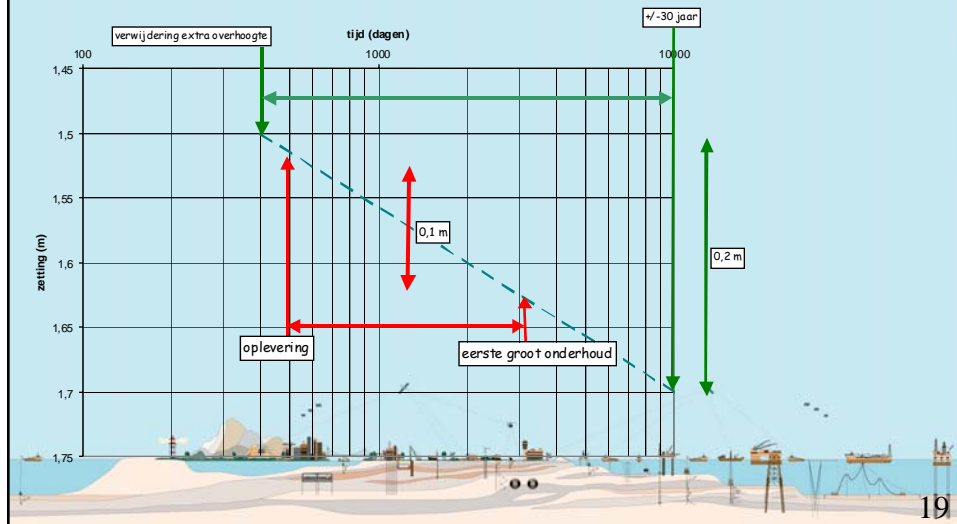 +/-30 jaar
verwijdering extra overhoogte
tijd (dagen)
100
1000
10000
1,45
1,5
1,55
1,6
1,65
1,7
1,75
zetting (m)
0,1 m
0,2 m
oplevering
eerste groot onderhoud
19